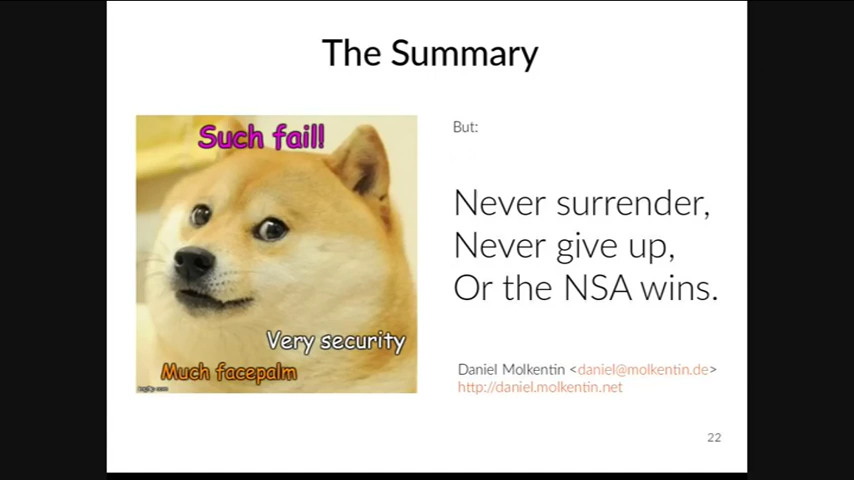 The Summary
Such fail!
Very security
Much facepalm
But:
Never surrender,
Never give up,
Or the NSA wins.
Daniel Molkentin <daniel@molkentin.de>
http://daniel.molkentin.net
22